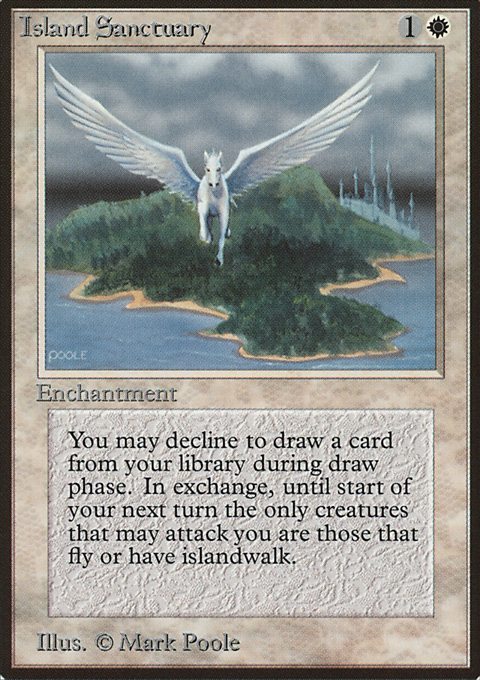 Island Sanctuary 1
POOLE
Enchantment
You may decline to draw a card
from your library during draw
phase. In exchange, until start of
your next turn the only creatures
that may attack you are those that
fly or have islandwalk.
Illus. © Mark Poole